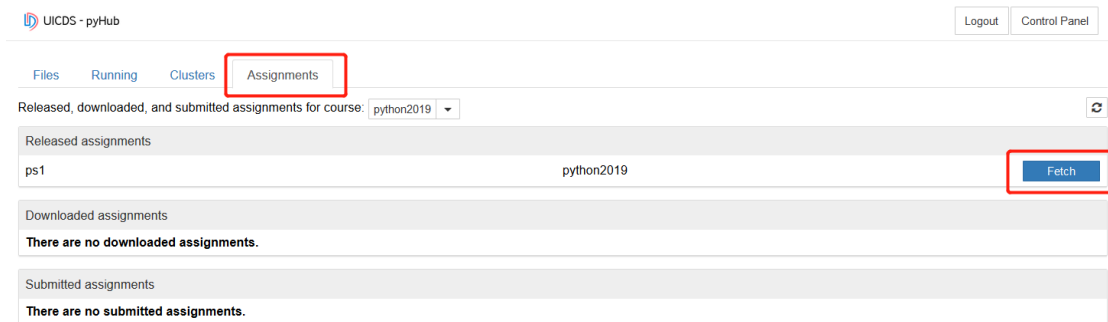 UICDS - pyHub
Logout
Control Panel
Files
Running
Clusters
Assignments
Released, downloaded, and submitted assignments for course: python2019
Released assignments
ps1
python2019
Fetch
Downloaded assignments
There are no downloaded assignments.
Submitted assignments
There are no submitted assignments.